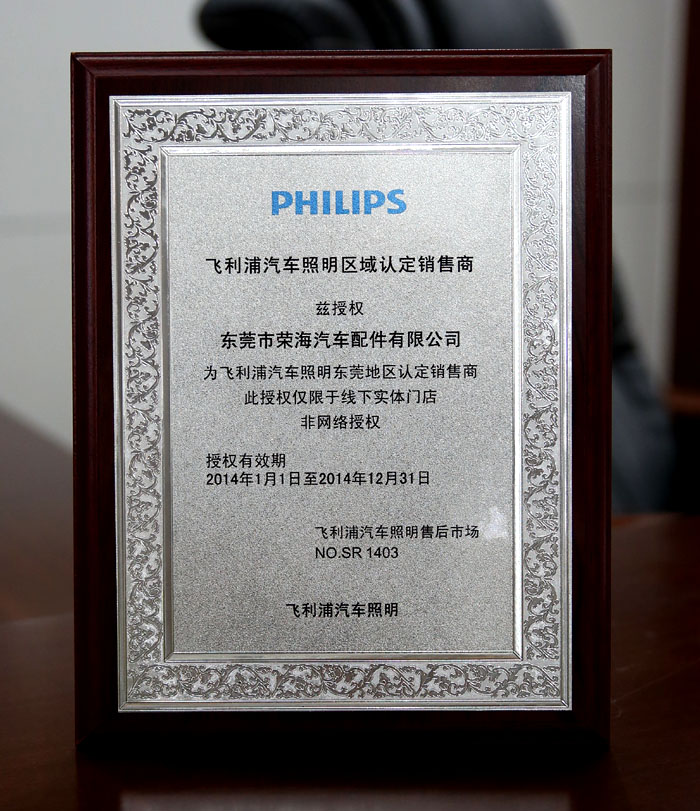 PHILIPS
飞利浦汽车照明区域认定销售商
兹授权
东莞市荣海汽车配件有限公司
为飞利浦汽车照明东莞地区认定销售商
此授权仅限于线下实体门店
非网络授权
授权有效期
2014年1月1日至2014年12月31日
飞利浦汽车照明售后市场
NO.SR 1403
飞利浦汽车照明